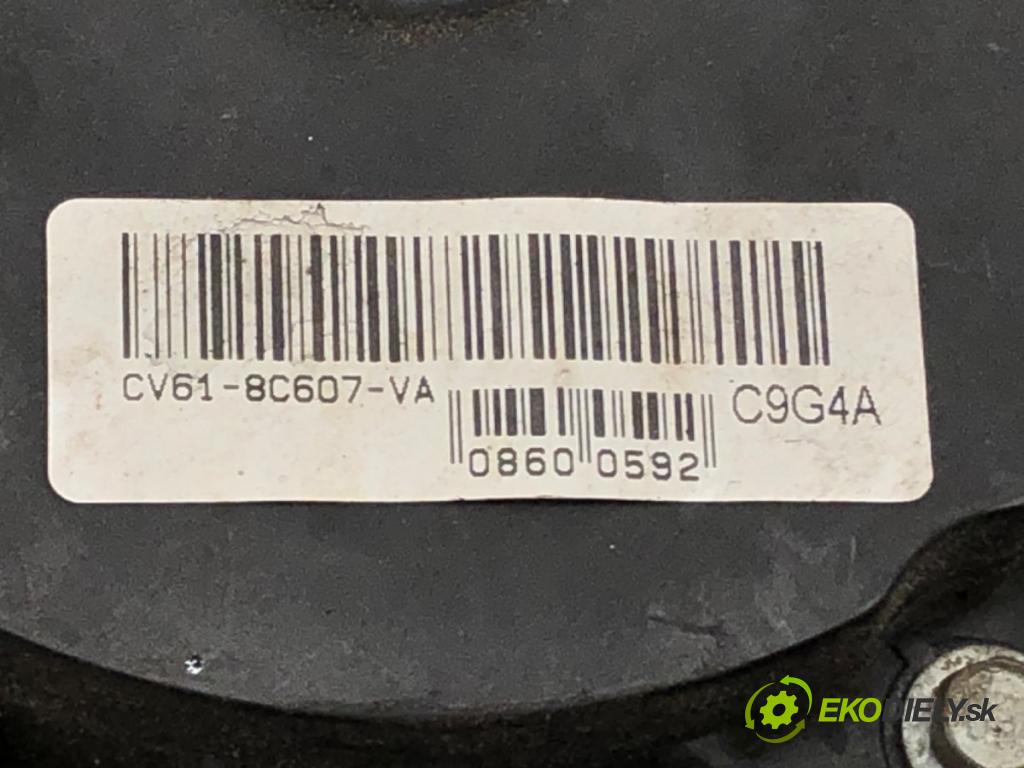 CV61-8C607-VA
C9G4A
0860 0592
EKODIELY.sk